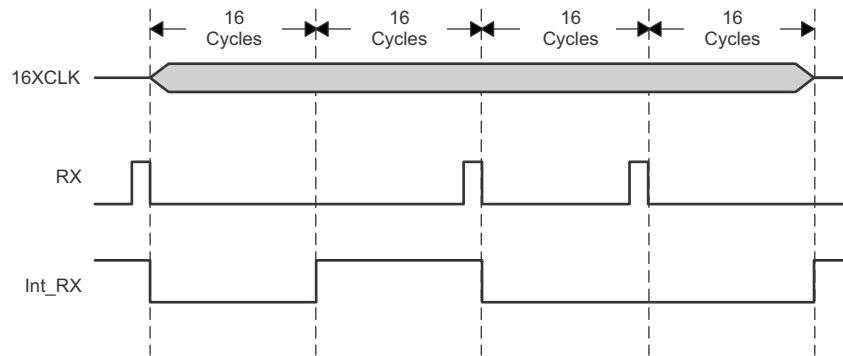 16 16 16 16
Cycles Cycles Cycles Cycles
16XCLK
RX
Int_RX